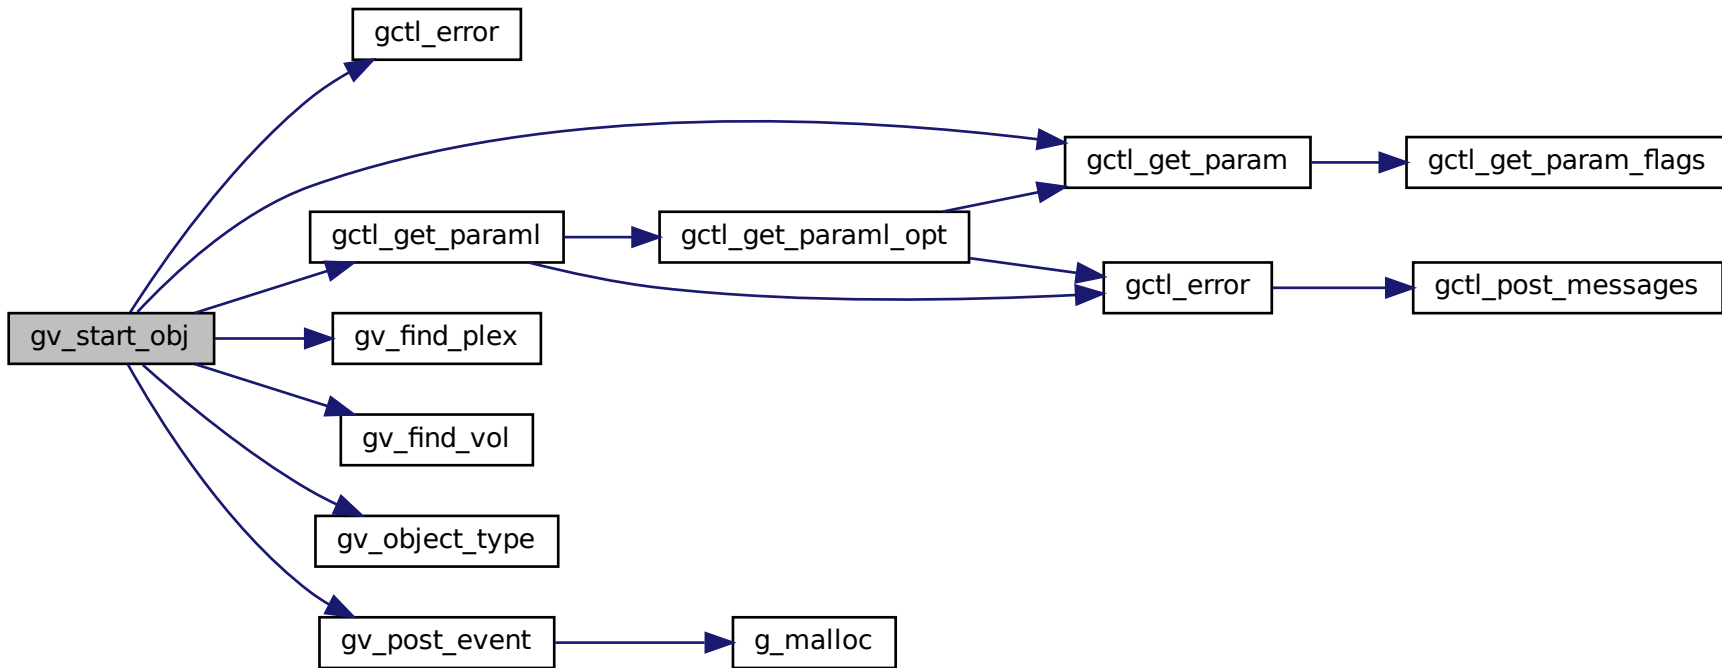 gctl_error
gctl_get_param
gctl_get_param_flags
gctl_get_paraml
gctl_get_paraml_opt
gctl_error
gctl_post_messages
gv_start_obj
gv_find_plex
gv_find_vol
gv_object_type
gv_post_event
g_malloc